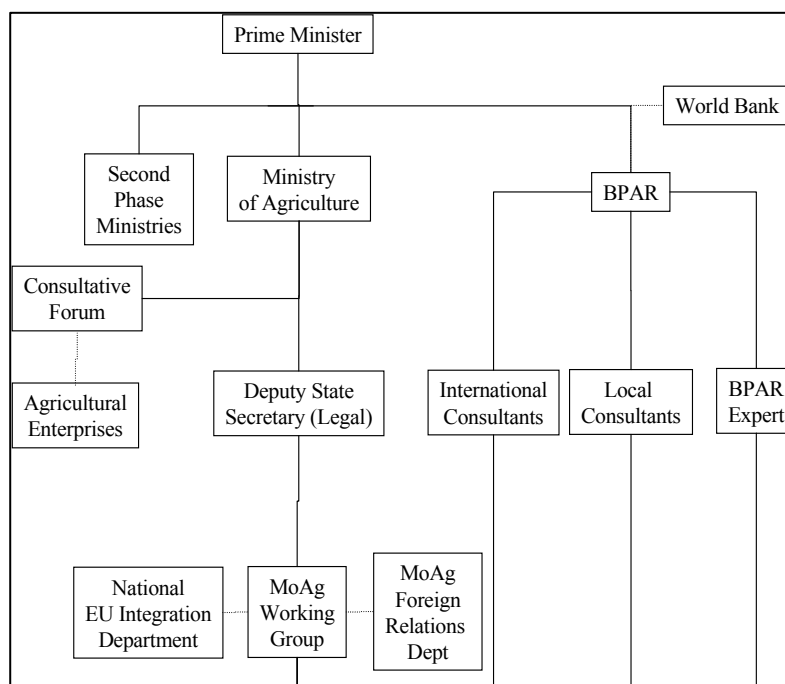 Prime Minister
World Bank
Second
Phase
Ministries
Ministry
of Agriculture
BPAR
Consultative
Forum
Agricultural
Enterprises
Deputy State
Secretary (Legal)
International
Consultants
Local
Consultants
BPAR
Expert
National
EU Integration
Department
MoAg
Working
Group
MoAg
Foreign
Relations
Dept